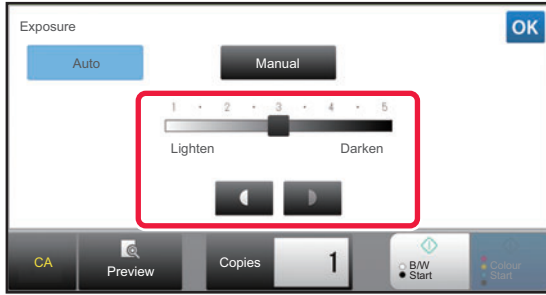 Exposure
OK
Auto
Manual
1 · 2 · 3 · 4 · 5
Lighten
Darken
CA
Preview
Copies
1
B/W
Start
Colour
Start